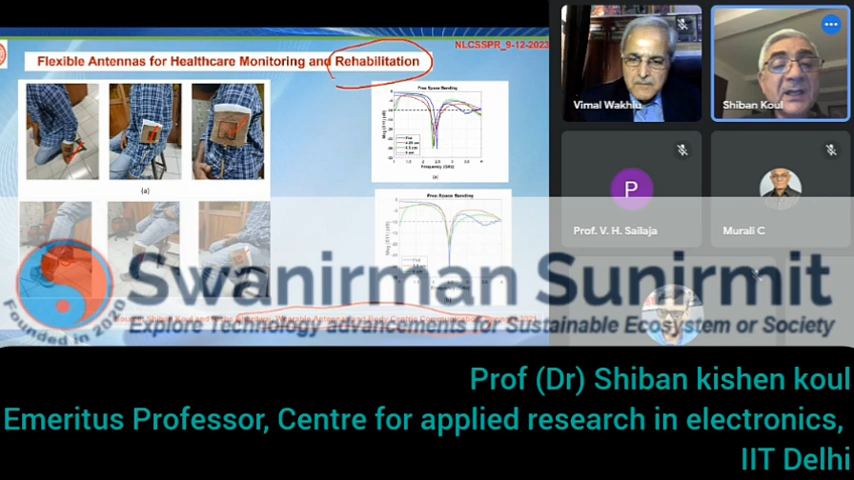 NLCSSPR_9-12-2023
Flexible Antennas for Healthcare Monitoring and Rehabilitation
(a)
Free Space Bending
Frequency (GHz)
Free Space Bending
Vimal Wakhlu
Shiban Koul
P
Prof. V. H. Sailaja
Murali C
Swanirman Sunirmit
Founded in 2020
Explore Technology advancements for Sustainable Ecosystem or Society
Prof (Dr) Shiban kishen koul
Emeritus Professor, Centre for applied research in electronics,
IIT Delhi